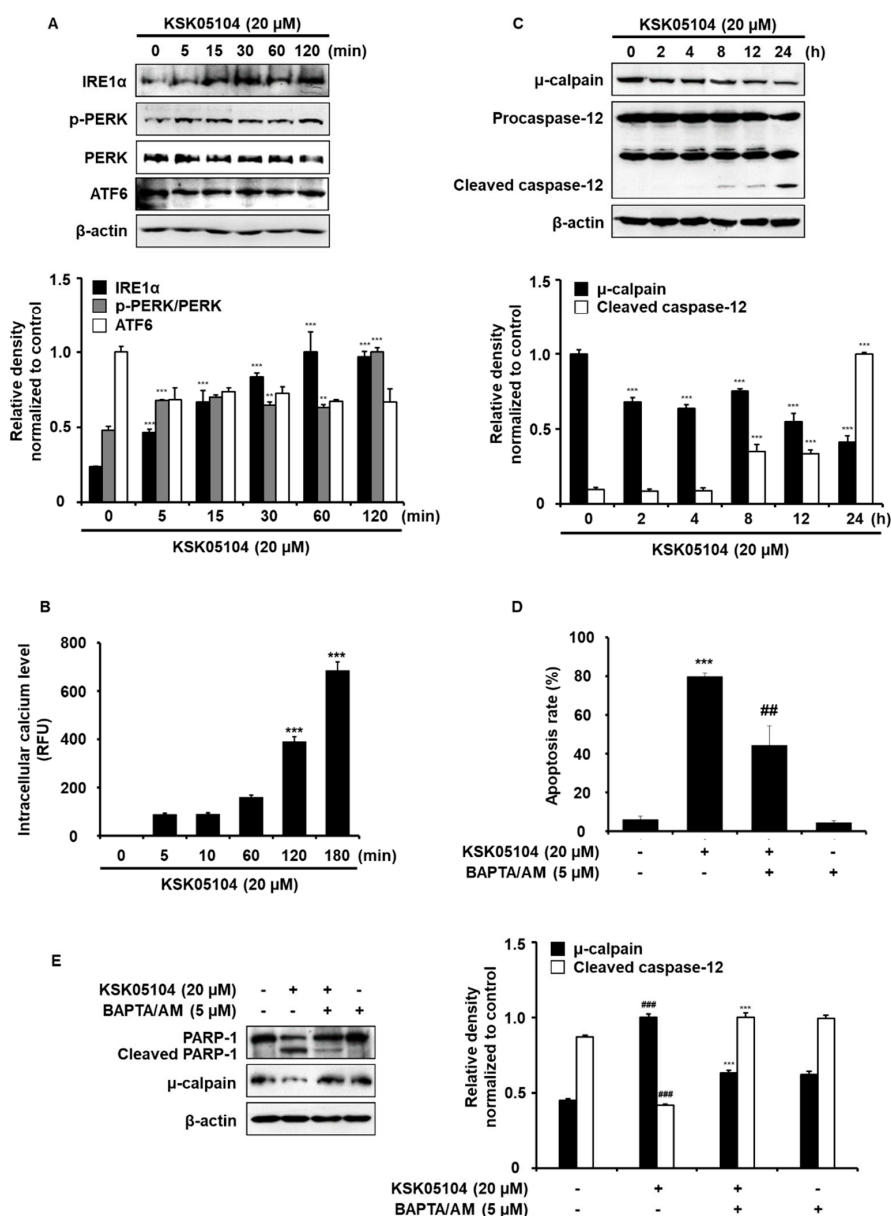 A
KSK05104 (20 µM)
0 5 15 30 60 120 (min)
IRE1α
p-PERK
PERK
ATF6
β-actin
Relative density
normalized to control
1.5
1.0
0.5
0
IRE1α
p-PERK/PERK
ATF6
*** *** *** *** ** *** ** *** ***
0 5 15 30 60 120 (min)
KSK05104 (20 µM)
C
KSK05104 (20 µM)
0 2 4 8 12 24 (h)
µ-calpain
Procaspase-12
Cleaved caspase-12
β-actin
Relative density
normalized to control
1.5
1.0
0.5
0
µ-calpain
Cleaved caspase-12
*** *** *** *** *** *** *** ***
0 2 4 8 12 24 (h)
KSK05104 (20 µM)
B
Intracellular calcium level
(RFU)
800
600
400
200
0
*** ***
0 5 10 60 120 180 (min)
KSK05104 (20 µM)
D
Apoptosis rate (%)
100
80
60
40
20
0
*** ##
KSK05104 (20 µM) - + + -
BAPTA/AM (5 µM) - - + +
E
KSK05104 (20 µM) - + + -
BAPTA/AM (5 µM) - - + +
PARP-1
Cleaved PARP-1
µ-calpain
β-actin
Relative density
normalized to control
1.5
1.0
0.5
0
µ-calpain
Cleaved caspase-12
### ### *** ***
KSK05104 (20 µM) - + + -
BAPTA/AM (5 µM) - - + +